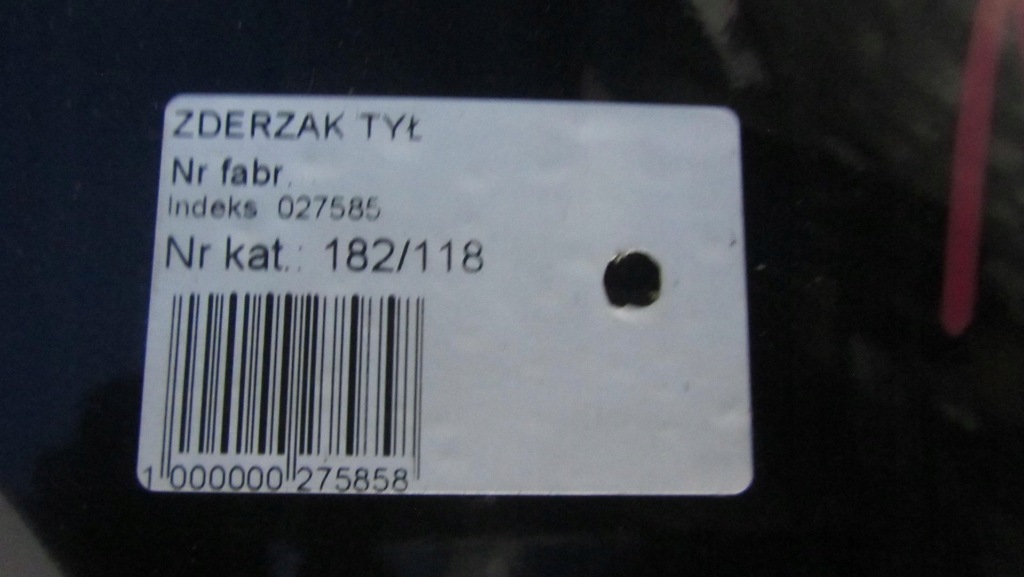 ZDERZAK TYŁ
Nr fabr.
Indeks 027585
Nr kat.: 182/118
1 000000 275858